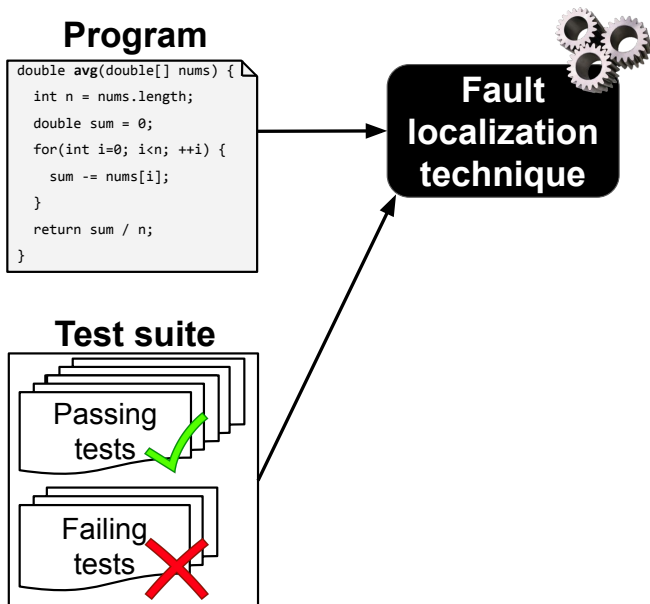 Program
double avg(double[] nums) {
int n = nums.length;
double sum = 0;
for(int i=0; i<n; ++i) {
sum -= nums[i];
}
return sum / n;
}
Fault
localization
technique
Test suite
Passing
tests
Failing
tests